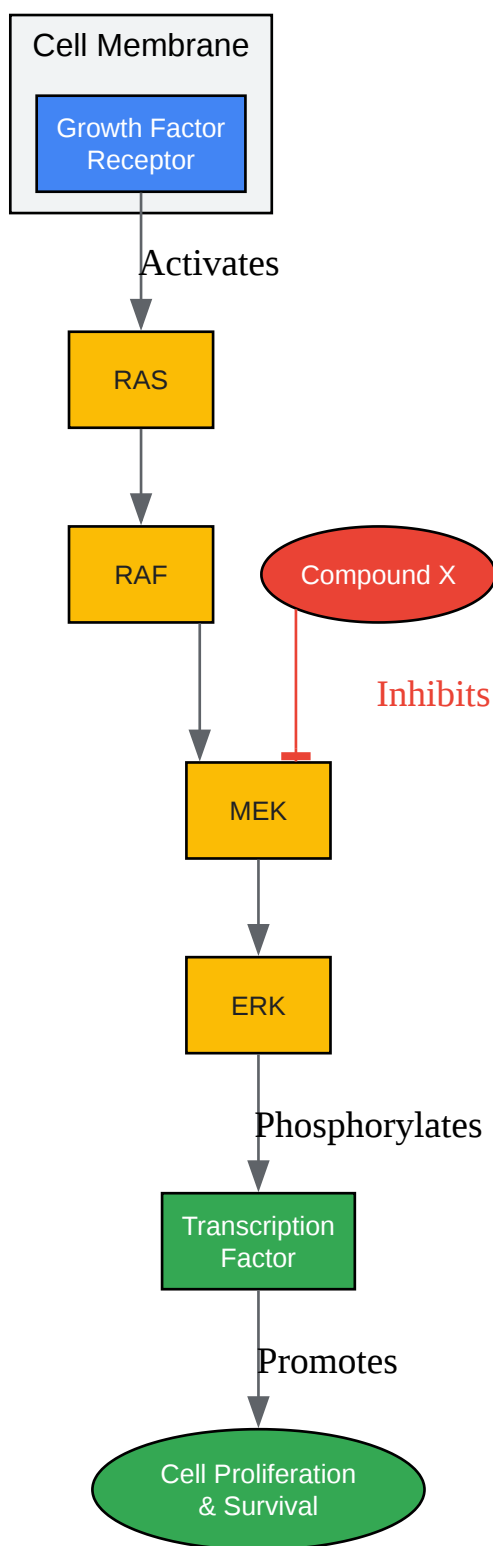 Cell Membrane
Growth Factor
Receptor
Activates
RAS
RAF
Compound X
Inhibits
MEK
ERK
Phosphorylates
Transcription
Factor
Promotes
Cell Proliferation
& Survival